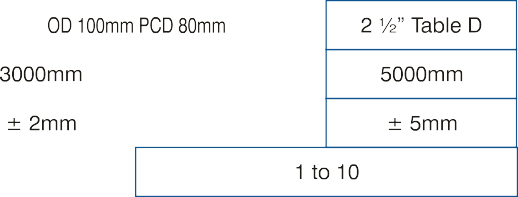 OD 100mm PCD 80mm 2 ½” Table D
3000mm 5000mm
± 2mm ± 5mm
1 to 10